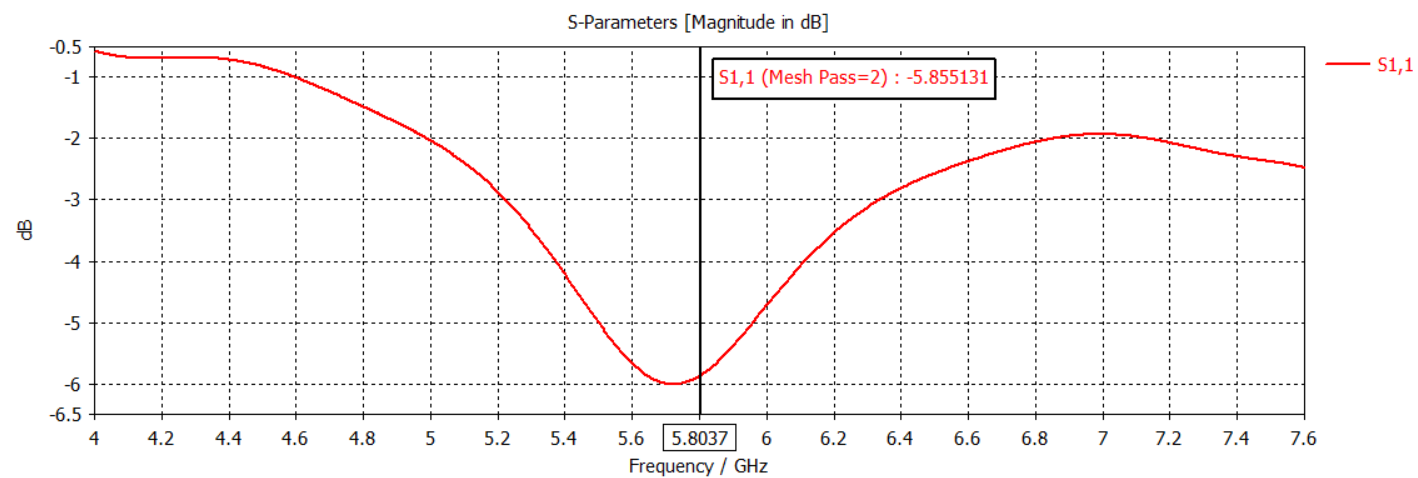 S-Parameters [Magnitude in dB]
S1,1 (Mesh Pass=2) : -5.855131
S1,1
dB
-0.5
-1
-2
-3
-4
-5
-6
-6.5
4 4.2 4.4 4.6 4.8 5 5.2 5.4 5.6 5.8037 6 6.2 6.4 6.6 6.8 7 7.2 7.4 7.6
Frequency / GHz